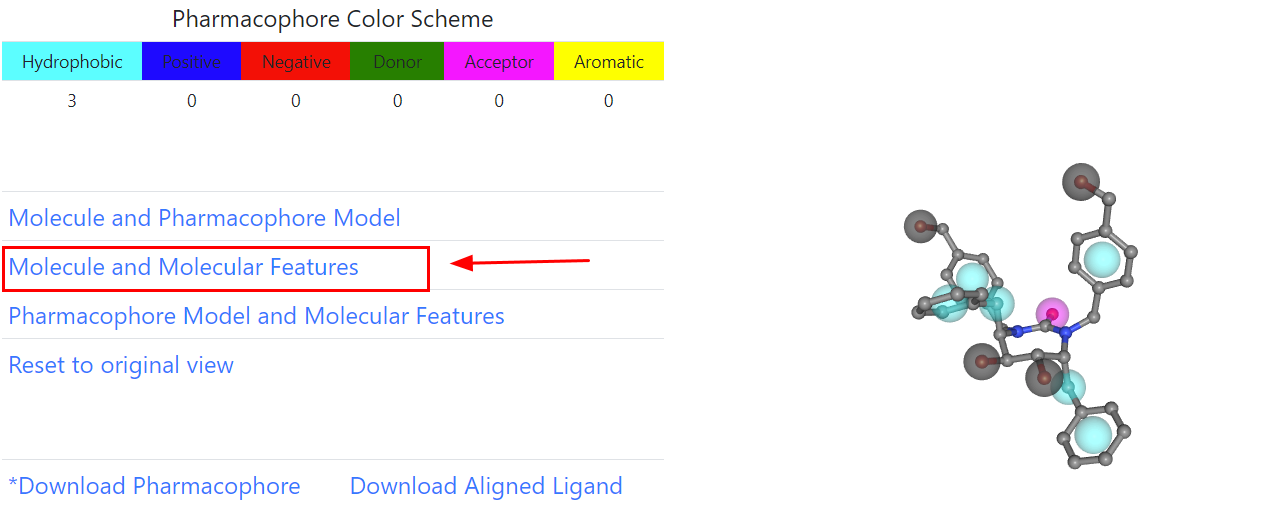 Pharmacophore Color Scheme
Hydrophobic Positive Negative Donor Acceptor Aromatic
3 0 0 0 0 0
Molecule and Pharmacophore Model
Molecule and Molecular Features
Pharmacophore Model and Molecular Features
Reset to original view
*Download Pharmacophore Download Aligned Ligand